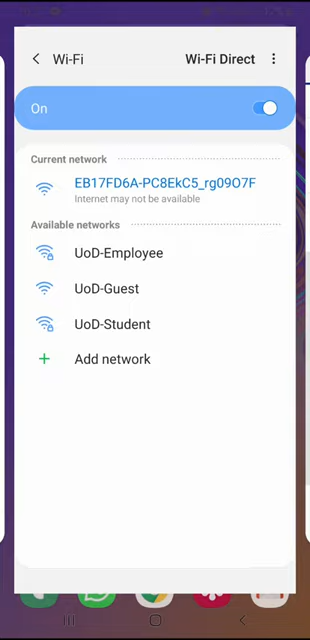 Wi-Fi
Wi-Fi Direct
On
Current network
EB17FD6A-PC8EkC5_rg09O7F
Internet may not be available
Available networks
UoD-Employee
UoD-Guest
UoD-Student
Add network